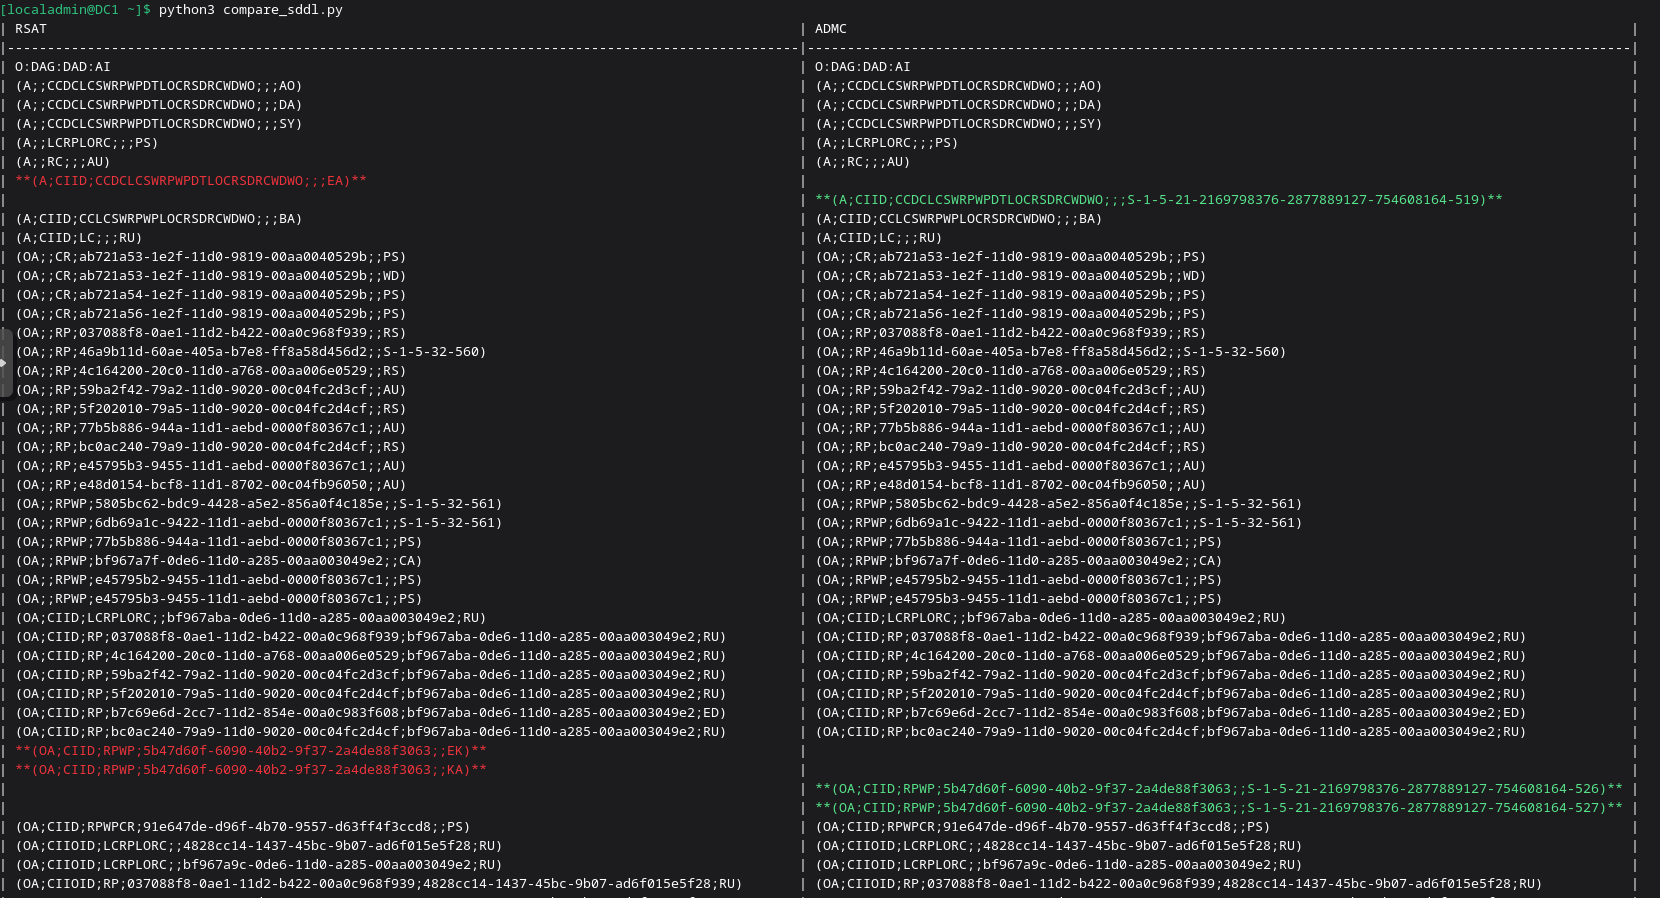 [localadmin@DC1 ~]$ python3 compare_sddl.py
| RSAT | ADMC |
|---------------------------------------------------------------------------------------------------|-------------------------------------------------------------------------------------------------------|
| O:DAG:DAD:AI | O:DAG:DAD:AI |
| (A;;CCDCLCSWRPWPDTLOCRSDRCWDWO;;;AO) | (A;;CCDCLCSWRPWPDTLOCRSDRCWDWO;;;AO) |
| (A;;CCDCLCSWRPWPDTLOCRSDRCWDWO;;;DA) | (A;;CCDCLCSWRPWPDTLOCRSDRCWDWO;;;DA) |
| (A;;CCDCLCSWRPWPDTLOCRSDRCWDWO;;;SY) | (A;;CCDCLCSWRPWPDTLOCRSDRCWDWO;;;SY) |
| (A;;LCRPLORC;;;PS) | (A;;LCRPLORC;;;PS) |
| (A;;RC;;;AU) | (A;;RC;;;AU) |
| **(A;CIID;CCDCLCSWRPWPDTLOCRSDRCWDWO;;;EA)** | |
| | **(A;CIID;CCDCLCSWRPWPDTLOCRSDRCWDWO;;;S-1-5-21-2169798376-2877889127-754608164-519)** |
| (A;CIID;CCLCSWRPWPLOCRSDRCWDWO;;;BA) | (A;CIID;CCLCSWRPWPLOCRSDRCWDWO;;;BA) |
| (A;CIID;LC;;;RU) | (A;CIID;LC;;;RU) |
| (OA;;CR;ab721a53-1e2f-11d0-9819-00aa0040529b;;PS) | (OA;;CR;ab721a53-1e2f-11d0-9819-00aa0040529b;;PS) |
| (OA;;CR;ab721a53-1e2f-11d0-9819-00aa0040529b;;WD) | (OA;;CR;ab721a53-1e2f-11d0-9819-00aa0040529b;;WD) |
| (OA;;CR;ab721a54-1e2f-11d0-9819-00aa0040529b;;PS) | (OA;;CR;ab721a54-1e2f-11d0-9819-00aa0040529b;;PS) |
| (OA;;CR;ab721a56-1e2f-11d0-9819-00aa0040529b;;PS) | (OA;;CR;ab721a56-1e2f-11d0-9819-00aa0040529b;;PS) |
| (OA;;RP;037088f8-0ae1-11d2-b422-00a0c968f939;;RS) | (OA;;RP;037088f8-0ae1-11d2-b422-00a0c968f939;;RS) |
| (OA;;RP;46a9b11d-60ae-405a-b7e8-ff8a58d456d2;;S-1-5-32-560) | (OA;;RP;46a9b11d-60ae-405a-b7e8-ff8a58d456d2;;S-1-5-32-560) |
| (OA;;RP;4c164200-20c0-11d0-a768-00aa006e0529;;RS) | (OA;;RP;4c164200-20c0-11d0-a768-00aa006e0529;;RS) |
| (OA;;RP;59ba2f42-79a2-11d0-9020-00c04fc2d3cf;;AU) | (OA;;RP;59ba2f42-79a2-11d0-9020-00c04fc2d3cf;;AU) |
| (OA;;RP;5f202010-79a5-11d0-9020-00c04fc2d4cf;;RS) | (OA;;RP;5f202010-79a5-11d0-9020-00c04fc2d4cf;;RS) |
| (OA;;RP;77b5b886-944a-11d1-aebd-0000f80367c1;;AU) | (OA;;RP;77b5b886-944a-11d1-aebd-0000f80367c1;;AU) |
| (OA;;RP;bc0ac240-79a9-11d0-9020-00c04fc2d4cf;;RS) | (OA;;RP;bc0ac240-79a9-11d0-9020-00c04fc2d4cf;;RS) |
| (OA;;RP;e45795b3-9455-11d1-aebd-0000f80367c1;;AU) | (OA;;RP;e45795b3-9455-11d1-aebd-0000f80367c1;;AU) |
| (OA;;RP;e48d0154-bcf8-11d1-8702-00c04fb96050;;AU) | (OA;;RP;e48d0154-bcf8-11d1-8702-00c04fb96050;;AU) |
| (OA;;RPWP;5805bc62-bdc9-4428-a5e2-856a0f4c185e;;S-1-5-32-561) | (OA;;RPWP;5805bc62-bdc9-4428-a5e2-856a0f4c185e;;S-1-5-32-561) |
| (OA;;RPWP;6db69a1c-9422-11d1-aebd-0000f80367c1;;S-1-5-32-561) | (OA;;RPWP;6db69a1c-9422-11d1-aebd-0000f80367c1;;S-1-5-32-561) |
| (OA;;RPWP;77b5b886-944a-11d1-aebd-0000f80367c1;;PS) | (OA;;RPWP;77b5b886-944a-11d1-aebd-0000f80367c1;;PS) |
| (OA;;RPWP;bf967a7f-0de6-11d0-a285-00aa003049e2;;CA) | (OA;;RPWP;bf967a7f-0de6-11d0-a285-00aa003049e2;;CA) |
| (OA;;RPWP;e45795b2-9455-11d1-aebd-0000f80367c1;;PS) | (OA;;RPWP;e45795b2-9455-11d1-aebd-0000f80367c1;;PS) |
| (OA;;RPWP;e45795b3-9455-11d1-aebd-0000f80367c1;;PS) | (OA;;RPWP;e45795b3-9455-11d1-aebd-0000f80367c1;;PS) |
| (OA;CIID;LCRPLORC;;bf967aba-0de6-11d0-a285-00aa003049e2;RU) | (OA;CIID;LCRPLORC;;bf967aba-0de6-11d0-a285-00aa003049e2;RU) |
| (OA;CIID;RP;037088f8-0ae1-11d2-b422-00a0c968f939;bf967aba-0de6-11d0-a285-00aa003049e2;RU) | (OA;CIID;RP;037088f8-0ae1-11d2-b422-00a0c968f939;bf967aba-0de6-11d0-a285-00aa003049e2;RU) |
| (OA;CIID;RP;4c164200-20c0-11d0-a768-00aa006e0529;bf967aba-0de6-11d0-a285-00aa003049e2;RU) | (OA;CIID;RP;4c164200-20c0-11d0-a768-00aa006e0529;bf967aba-0de6-11d0-a285-00aa003049e2;RU) |
| (OA;CIID;RP;59ba2f42-79a2-11d0-9020-00c04fc2d3cf;bf967aba-0de6-11d0-a285-00aa003049e2;RU) | (OA;CIID;RP;59ba2f42-79a2-11d0-9020-00c04fc2d3cf;bf967aba-0de6-11d0-a285-00aa003049e2;RU) |
| (OA;CIID;RP;5f202010-79a5-11d0-9020-00c04fc2d4cf;bf967aba-0de6-11d0-a285-00aa003049e2;RU) | (OA;CIID;RP;5f202010-79a5-11d0-9020-00c04fc2d4cf;bf967aba-0de6-11d0-a285-00aa003049e2;RU) |
| (OA;CIID;RP;b7c69e6d-2cc7-11d2-854e-00a0c983f608;bf967aba-0de6-11d0-a285-00aa003049e2;ED) | (OA;CIID;RP;b7c69e6d-2cc7-11d2-854e-00a0c983f608;bf967aba-0de6-11d0-a285-00aa003049e2;ED) |
| (OA;CIID;RP;bc0ac240-79a9-11d0-9020-00c04fc2d4cf;bf967aba-0de6-11d0-a285-00aa003049e2;RU) | (OA;CIID;RP;bc0ac240-79a9-11d0-9020-00c04fc2d4cf;bf967aba-0de6-11d0-a285-00aa003049e2;RU) |
| **(OA;CIID;RPWP;5b47d60f-6090-40b2-9f37-2a4de88f3063;;EK)** | |
| **(OA;CIID;RPWP;5b47d60f-6090-40b2-9f37-2a4de88f3063;;KA)** | |
| | **(OA;CIID;RPWP;5b47d60f-6090-40b2-9f37-2a4de88f3063;;S-1-5-21-2169798376-2877889127-754608164-526)** |
| | **(OA;CIID;RPWP;5b47d60f-6090-40b2-9f37-2a4de88f3063;;S-1-5-21-2169798376-2877889127-754608164-527)** |
| (OA;CIID;RPWPCR;91e647de-d96f-4b70-9557-d63ff4f3ccd8;;PS) | (OA;CIID;RPWPCR;91e647de-d96f-4b70-9557-d63ff4f3ccd8;;PS) |
| (OA;CIIOID;LCRPLORC;;4828cc14-1437-45bc-9b07-ad6f015e5f28;RU) | (OA;CIIOID;LCRPLORC;;4828cc14-1437-45bc-9b07-ad6f015e5f28;RU) |
| (OA;CIIOID;LCRPLORC;;bf967a9c-0de6-11d0-a285-00aa003049e2;RU) | (OA;CIIOID;LCRPLORC;;bf967a9c-0de6-11d0-a285-00aa003049e2;RU) |
| (OA;CIIOID;RP;037088f8-0ae1-11d2-b422-00a0c968f939;4828cc14-1437-45bc-9b07-ad6f015e5f28;RU) | (OA;CIIOID;RP;037088f8-0ae1-11d2-b422-00a0c968f939;4828cc14-1437-45bc-9b07-ad6f015e5f28;RU) |